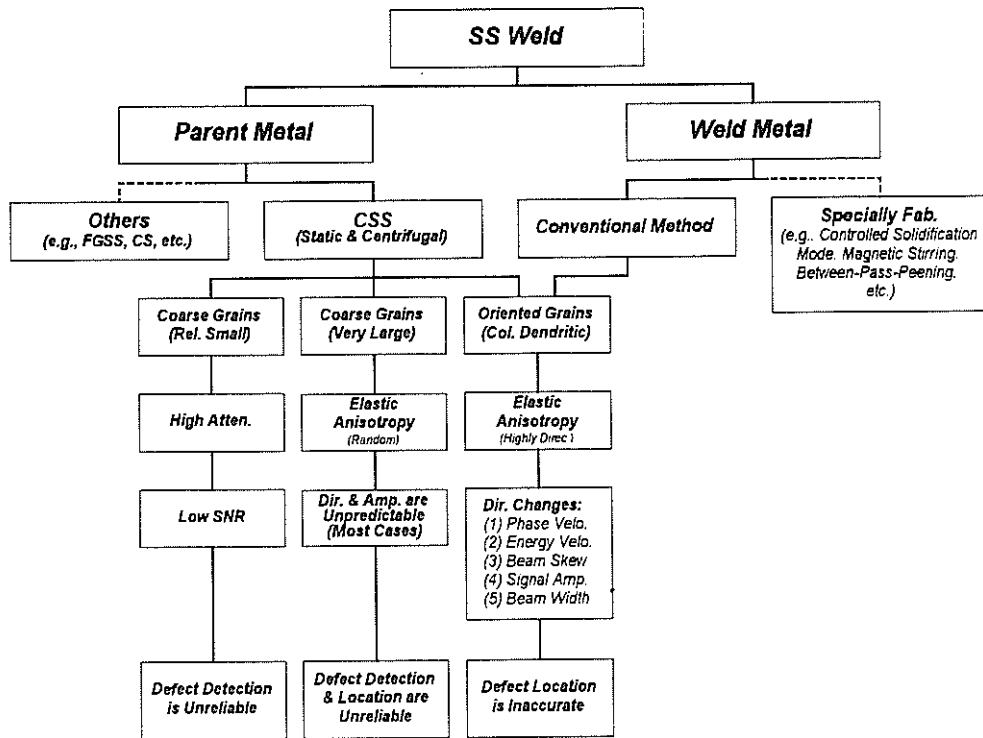 SS Weld
Parent Metal
Weld Metal
Others
(e.g., FGSS, CS, etc.)
CSS
(Static & Centrifugal)
Conventional Method
Specially Fab.
(e.g.. Controlled Solidification
Mode. Magnetic Stirring.
Between-Pass-Peening.
etc.)
Coarse Grains
(Rel. Small)
Coarse Grains
(Very Large)
Oriented Grains
(Col. Dendritic)
High Atten.
Elastic
Anisotropy
(Random)
Elastic
Anisotropy
(Highly Direc.)
Low SNR
Dir. & Amp. are
Unpredictable
(Most Cases)
Dir. Changes:
(1) Phase Velo.
(2) Energy Velo.
(3) Beam Skew
(4) Signal Amp.
(5) Beam Width
Defect Detection
is Unreliable
Defect Detection
& Location are
Unreliable
Defect Location
is Inaccurate